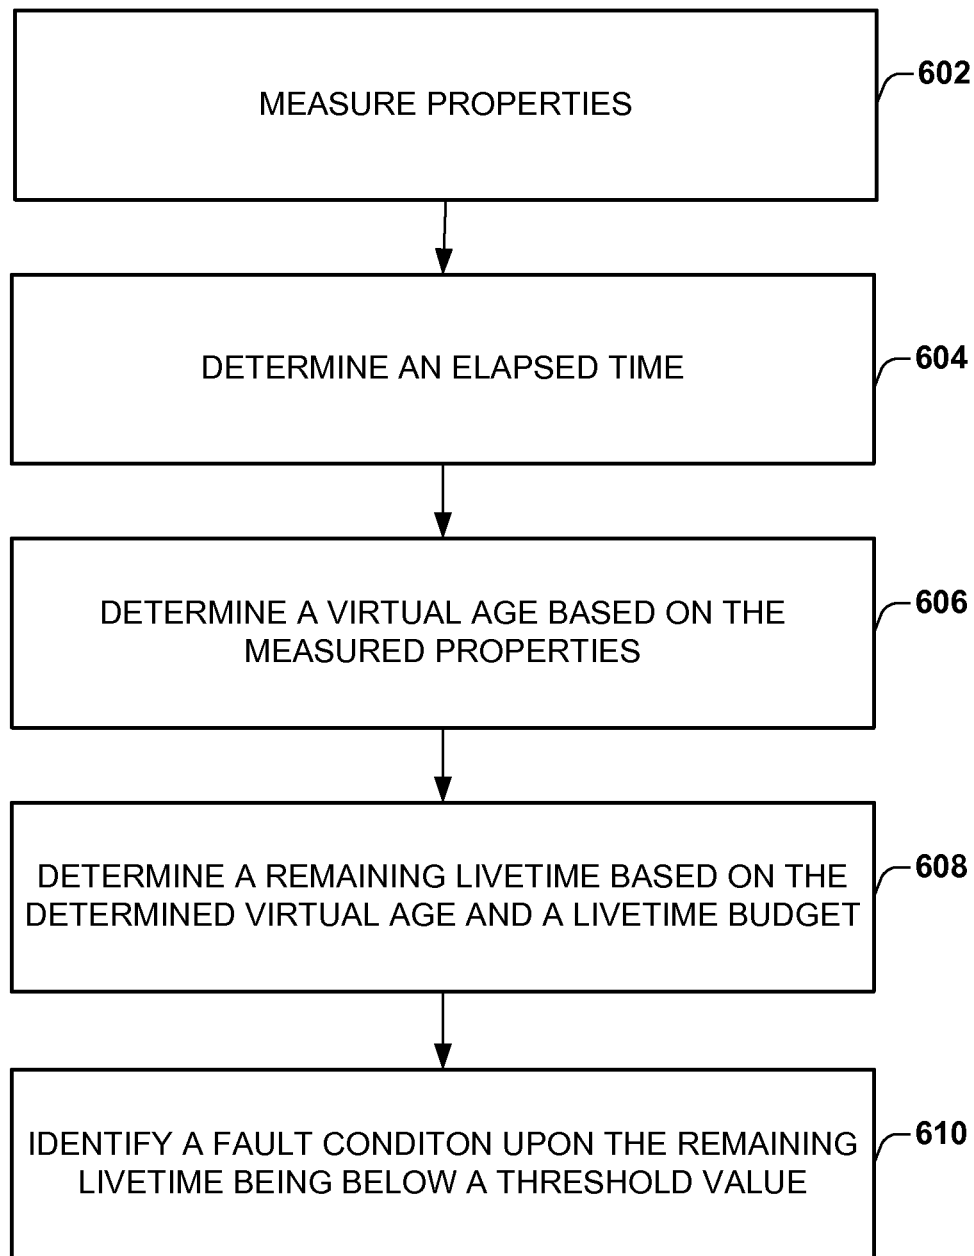 MEASURE PROPERTIES
602
DETERMINE AN ELAPSED TIME
604
DETERMINE A VIRTUAL AGE BASED ON THE
MEASURED PROPERTIES
606
DETERMINE A REMAINING LIVETIME BASED ON THE
DETERMINED VIRTUAL AGE AND A LIVETIME BUDGET
608
IDENTIFY A FAULT CONDITON UPON THE REMAINING
LIVETIME BEING BELOW A THRESHOLD VALUE
610